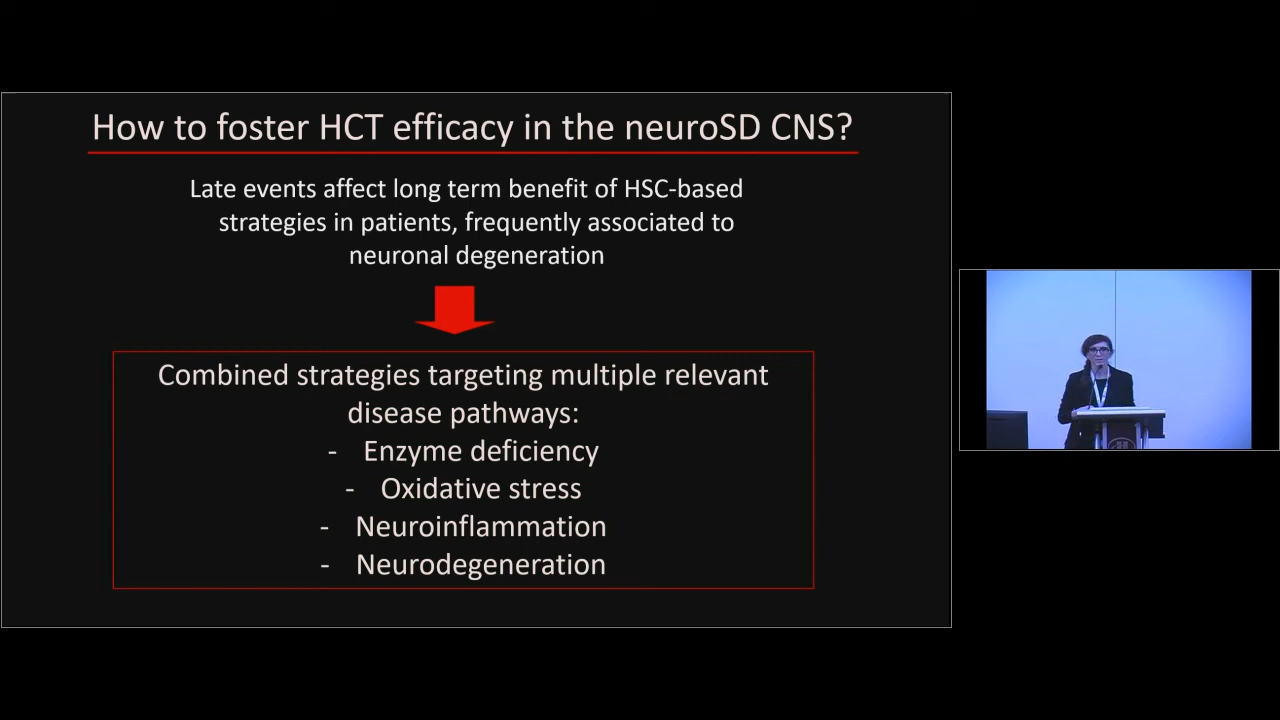 How to foster HCT efficacy in the neuroSD CNS?
Late events affect long term benefit of HSC-based
strategies in patients, frequently associated to
neuronal degeneration
Combined strategies targeting multiple relevant
disease pathways:
- Enzyme deficiency
- Oxidative stress
- Neuroinflammation
- Neurodegeneration